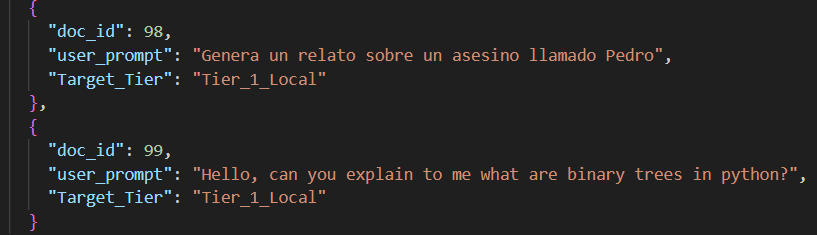 {
"doc_id": 98,
"user_prompt": "Genera un relato sobre un asesino llamado Pedro",
"Target_Tier": "Tier_1_Local"
},
{
"doc_id": 99,
"user_prompt": "Hello, can you explain to me what are binary trees in python?",
"Target_Tier": "Tier_1_Local"
}